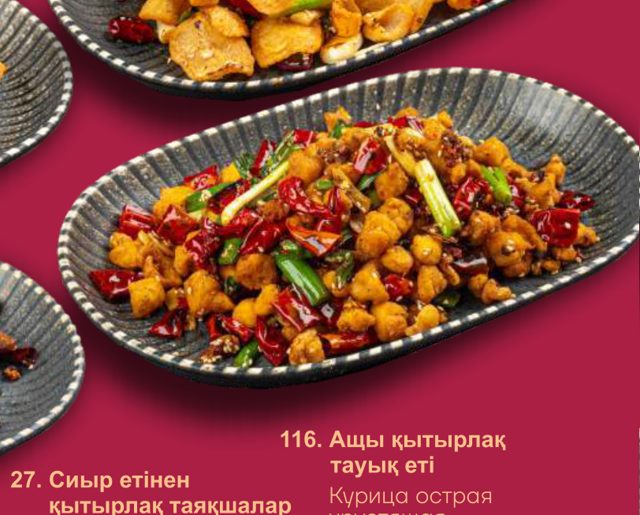 116. Ащы қытырлақ
тауық еті
Курица острая
27. Сиыр етінен
қытырлақ таяқшалар